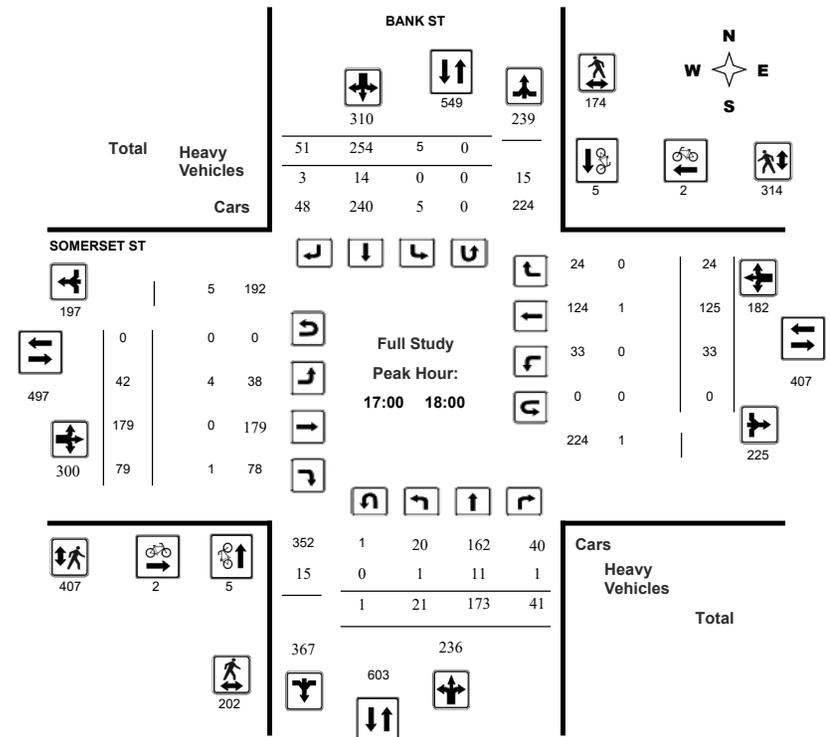 BANK ST
N
W E
S
310
549
239
174
Total Heavy Vehicles
Cars
51 254 5 0
3 14 0 0 15
48 240 5 0 224
5 2 314
SOMERSET ST
197
5 192
24 0 24
182
0 0 0
124 1 125
497
407
42 4 38
33 0 33
179 0 179
0 0 0
300
79 1 78
224 1
225
Full Study
Peak Hour:
17:00 18:00
352 1 20 162 40
15 0 1 11 1
1 21 173 41
Cars
Heavy
Vehicles
Total
407 2 5
367 236
603
202